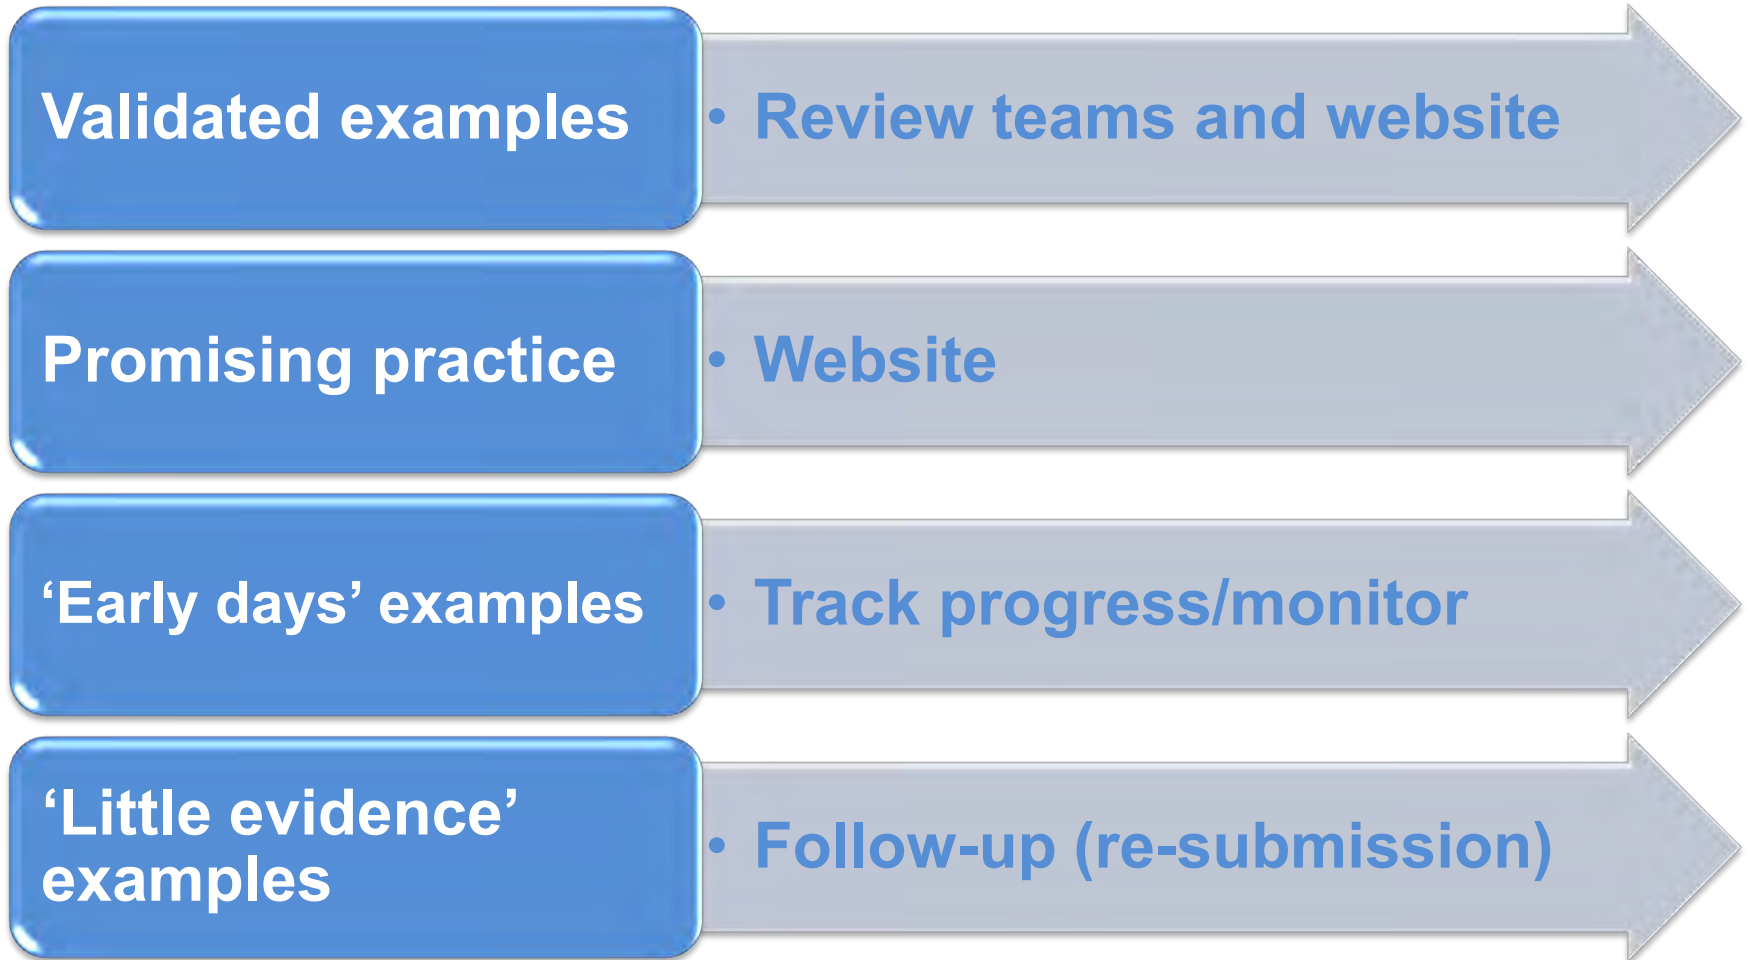 Validated examples
• Review teams and website
Promising practice
• Website
‘Early days’ examples
• Track progress/monitor
‘Little evidence’
examples
• Follow-up (re-submission)